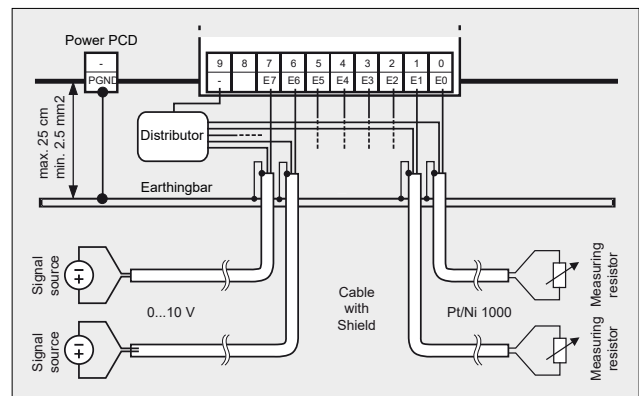 Power PCD
-
PGND
9 8 7 6 5 4 3 2 1 0
- E7 E6 E5 E4 E3 E2 E1 E0
max. 25 cm
min. 2.5 mm2
Distributor
Earthingbar
Signal
source
+
0...10 V
Cable
with
Shield
Pt/Ni 1000
Measuring
resistor
Signal
source
+
Measuring
resistor